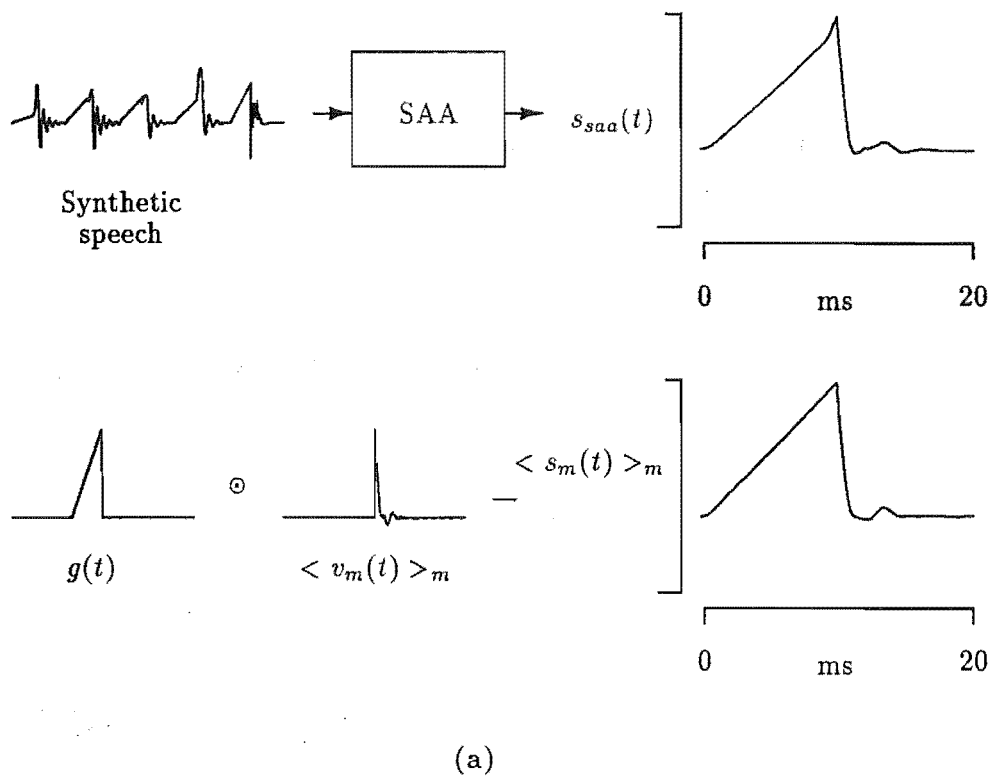 SAA
s_saa(t)
Synthetic
speech
0 ms 20
< s_m(t) >_m
⊙
g(t)
< v_m(t) >_m
0 ms 20
(a)